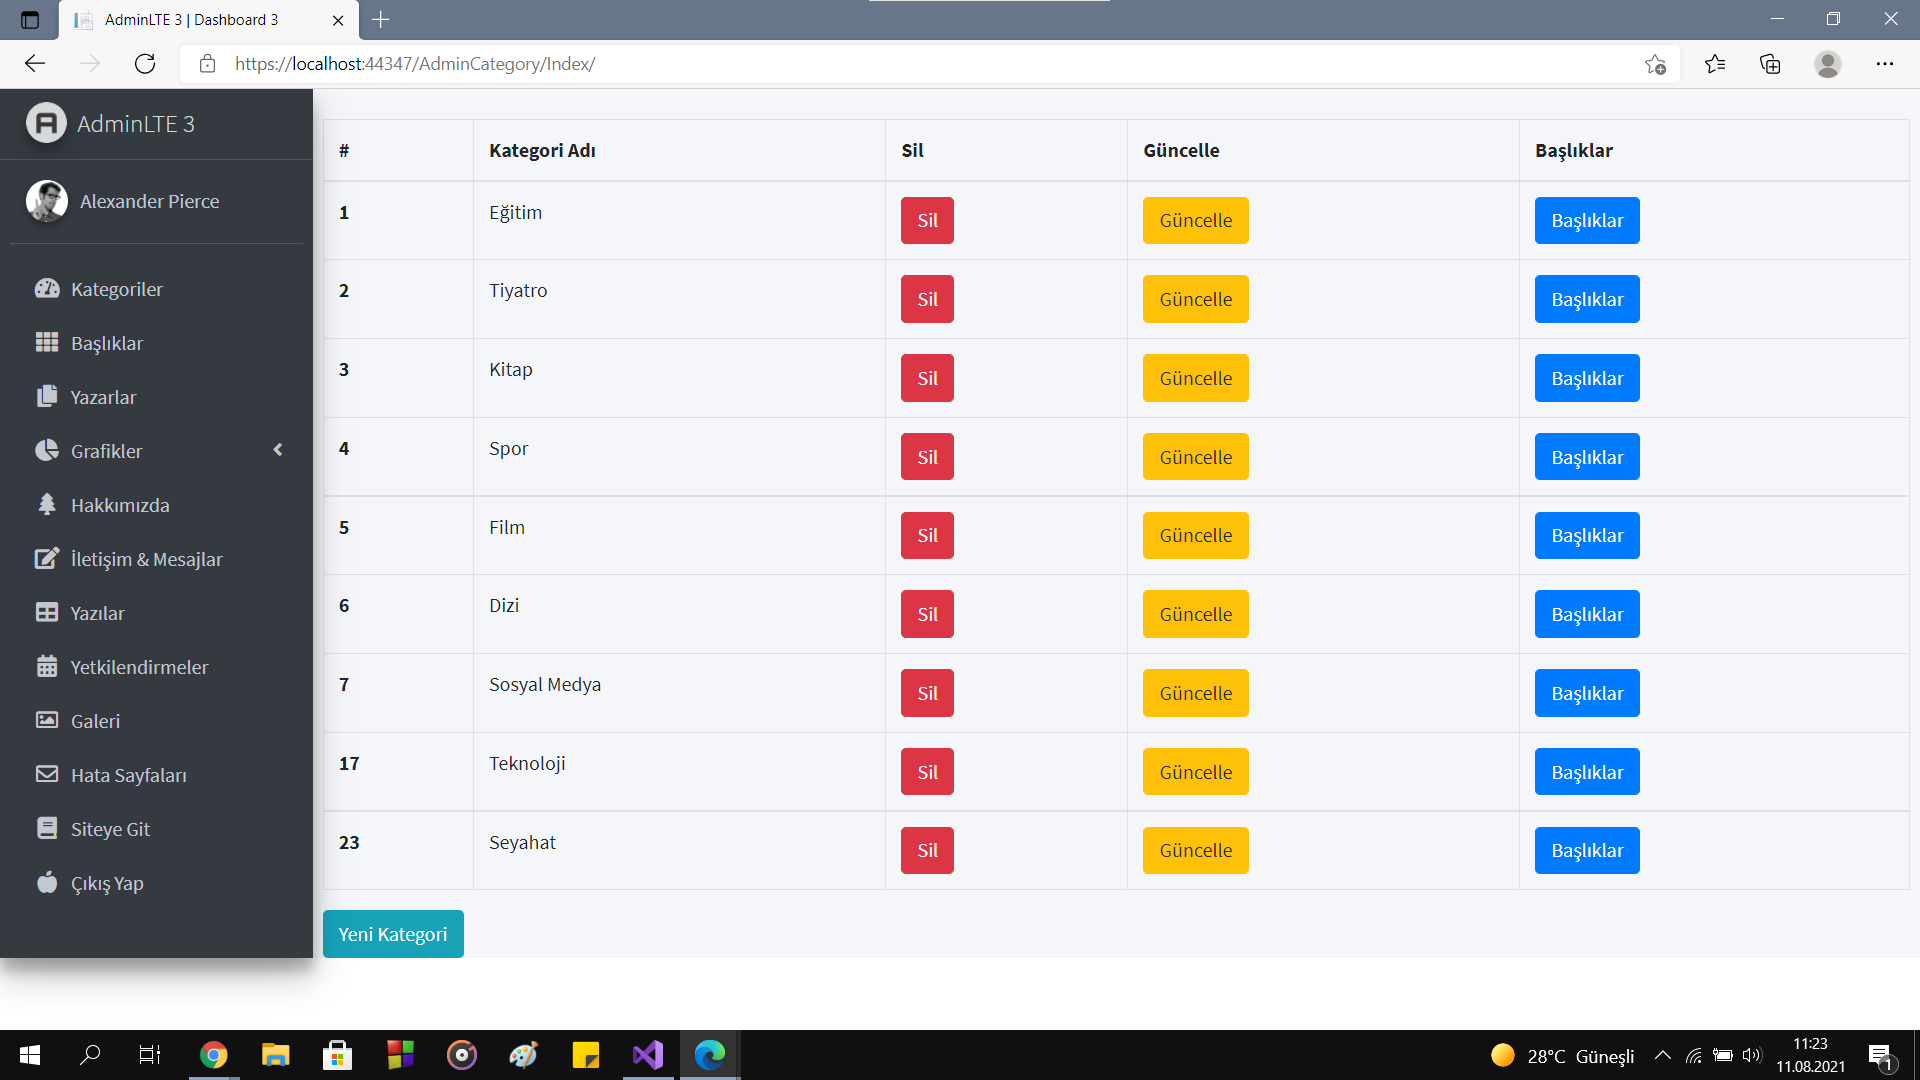 AdminLTE 3 | Dashboard 3
https://localhost:44347/AdminCategory/Index/
AdminLTE 3
Alexander Pierce
Kategoriler
Başlıklar
Yazarlar
Grafikler
Hakkımızda
İletişim & Mesajlar
Yazılar
Yetkilendirmeler
Galeri
Hata Sayfaları
Siteye Git
Çıkış Yap
# Kategori Adı Sil Güncelle Başlıklar
1 Eğitim Sil Güncelle Başlıklar
2 Tiyatro Sil Güncelle Başlıklar
3 Kitap Sil Güncelle Başlıklar
4 Spor Sil Güncelle Başlıklar
5 Film Sil Güncelle Başlıklar
6 Dizi Sil Güncelle Başlıklar
7 Sosyal Medya Sil Güncelle Başlıklar
17 Teknoloji Sil Güncelle Başlıklar
23 Seyahat Sil Güncelle Başlıklar
Yeni Kategori
28°C Güneşli
11:23
11.08.2021
1